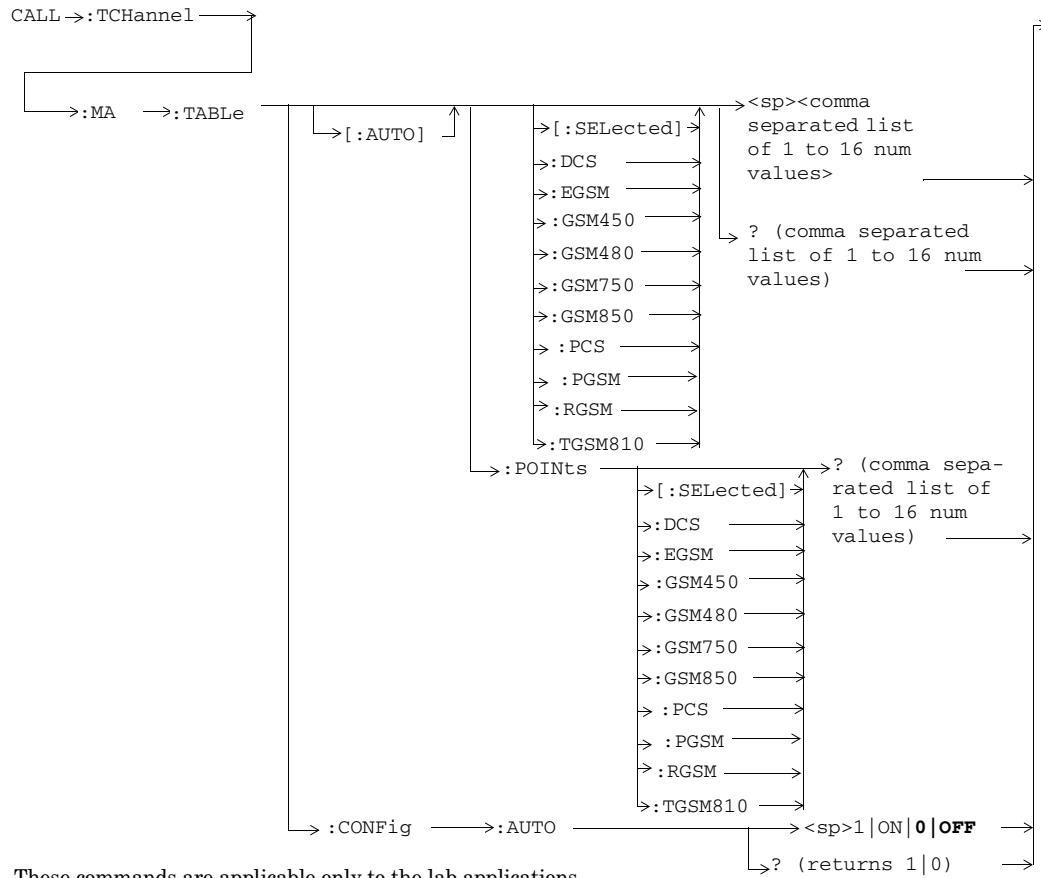 CALL :TCHannel
:MA :TABLe
[:AUTO]
[:SELected]
:DCS
:EGSM
:GSM450
:GSM480
:GSM750
:GSM850
:PCS
:PGSM
:RGSM
:TGSM810
<sp><comma
separated list
of 1 to 16 num
values>
? (comma separated
list of 1 to 16 num
values)
:POINts
[:SELected]
:DCS
:EGSM
:GSM450
:GSM480
:GSM750
:GSM850
:PCS
:PGSM
:RGSM
:TGSM810
? (comma sepa-
rated list of
1 to 16 num
values)
:CONFig :AUTO <sp>1|ON|0|OFF
? (returns 1|0)
These commands are applicable only to the lab applications